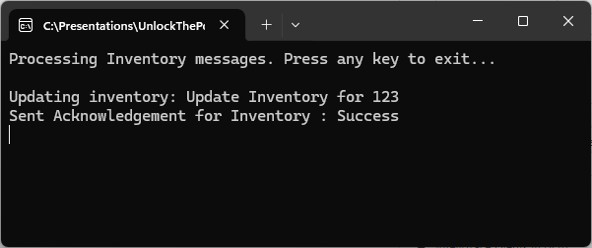 C:\Presentations\UnlockThePo
Processing Inventory messages. Press any key to exit...
Updating inventory: Update Inventory for 123
Sent Acknowledgement for Inventory : Success